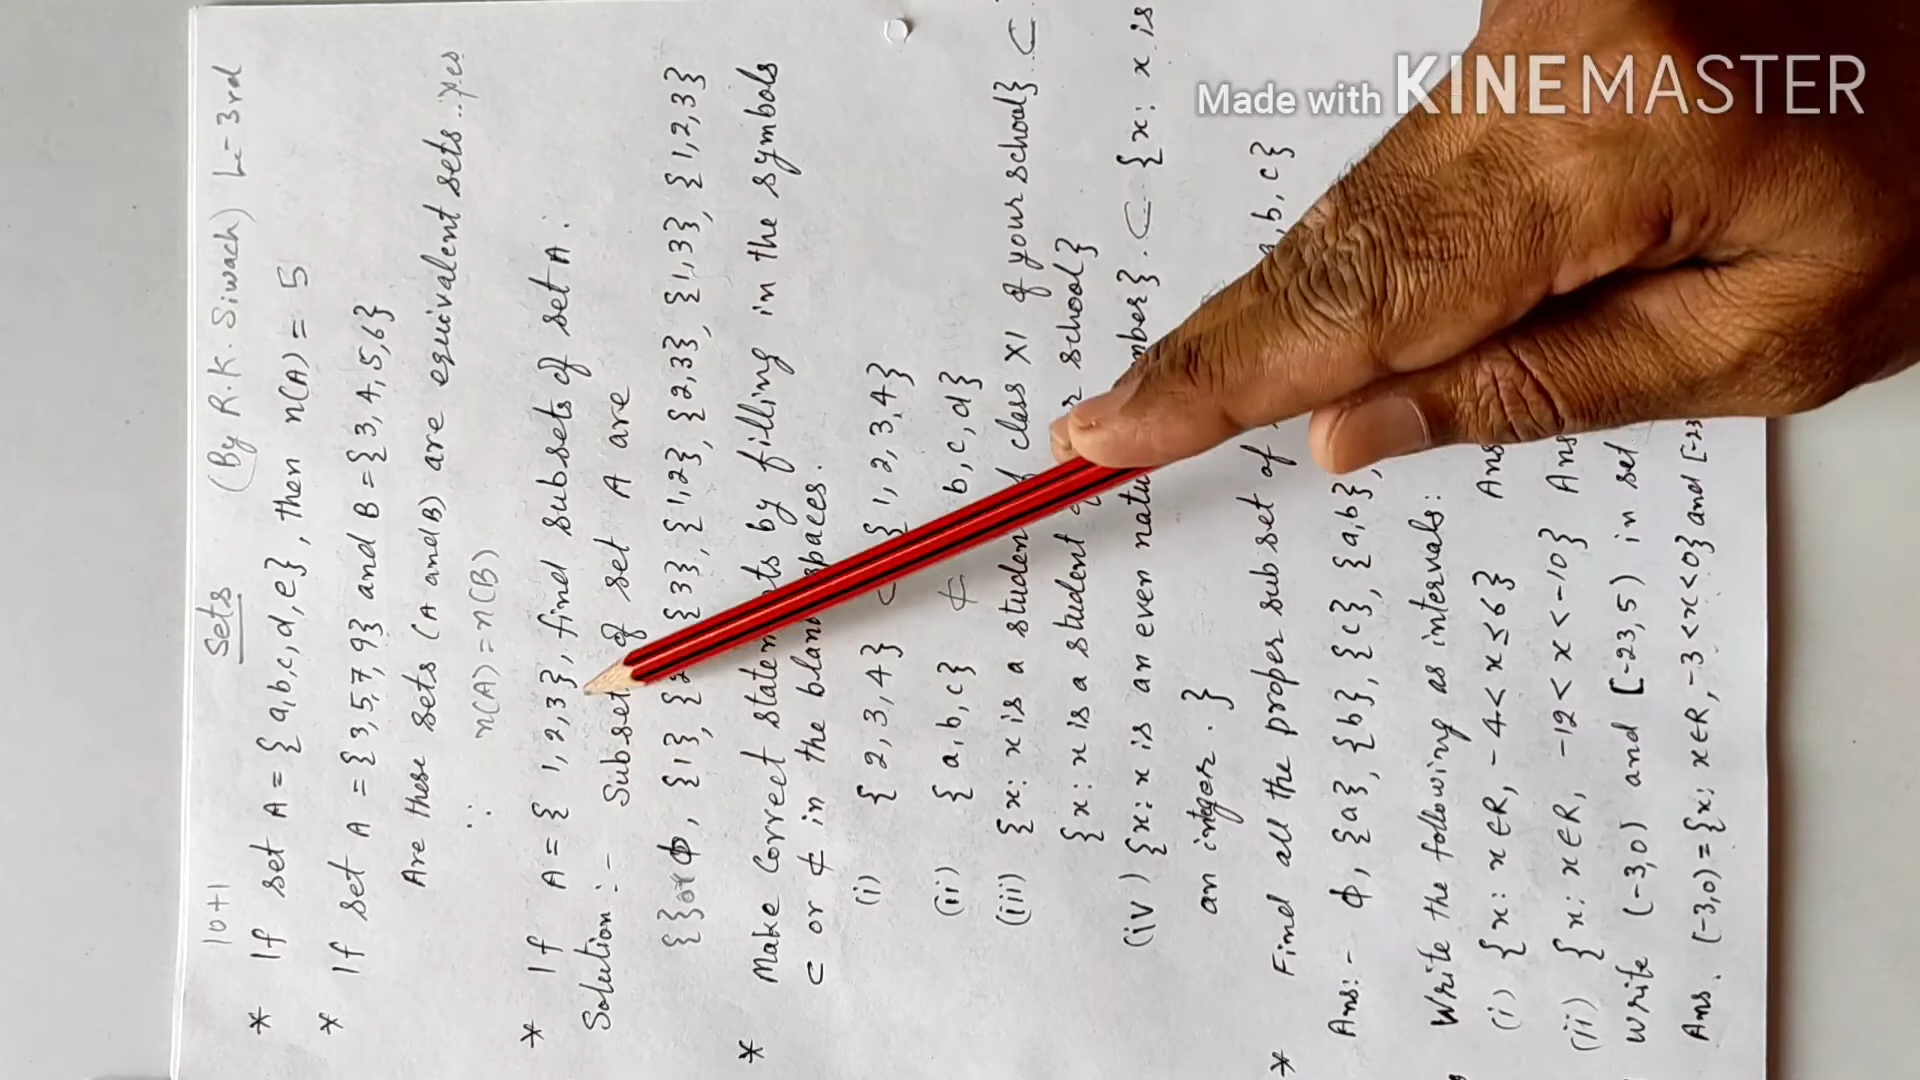 10+1 Sets (By R.K. Siwach) Le-3rd
* If set A = {a,b,c,d,e}, then n(A) = 5
* If set A = {3,5,7,9} and B = {3,4,5,6}
Are these sets (A and B) are equivalent sets...yes
∵ n(A) = n(B)
* If A = { 1,2,3}, find subsets of set A.
Solution:- Subset of set A are
{ } or ϕ, {1}, {2 {3}, {1,2}, {2,3}, {1,3}, {1,2,3}
* Make Correct statements by filling in the symbols
⊂ or ⊄ in the blank spaces.
(i) {2,3,4} ⊂ { 1,2,3,4}
(ii) {a,b,c} ⊄ b,c,d}
(iii) {x: x is a student of class XI of your school} ⊂
{x: x is a student school}
(iv) {x: x is an even natu mber}. ⊂ {x: x is
an integer.}
* Find all the proper subset of a,b,c}
Ans:- ϕ, {a}, {b}, {c}, {a,b},
Write the following as intervals:
(i) {x: x∈R, -4<x≤6} Ans
(ii) {x: x∈R, -12<x<-10} Ans
Write (-3,0) and [-23,5) in set
Ans. (-3,0) = {x: x∈R, -3<x<0} and [-23
Made with KINEMASTER